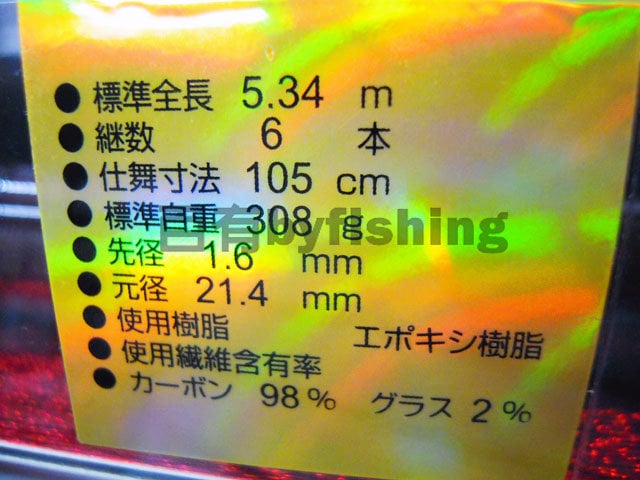 ● 標準全長 5.34 m
● 継数 6 本
● 仕舞寸法 105 cm
● 標準自重 308 g
byfishing
● 先径 1.6 mm
● 元径 21.4 mm
● 使用樹脂 エポキシ樹脂
● 使用繊維含有率
● カーボン 98% グラス 2%